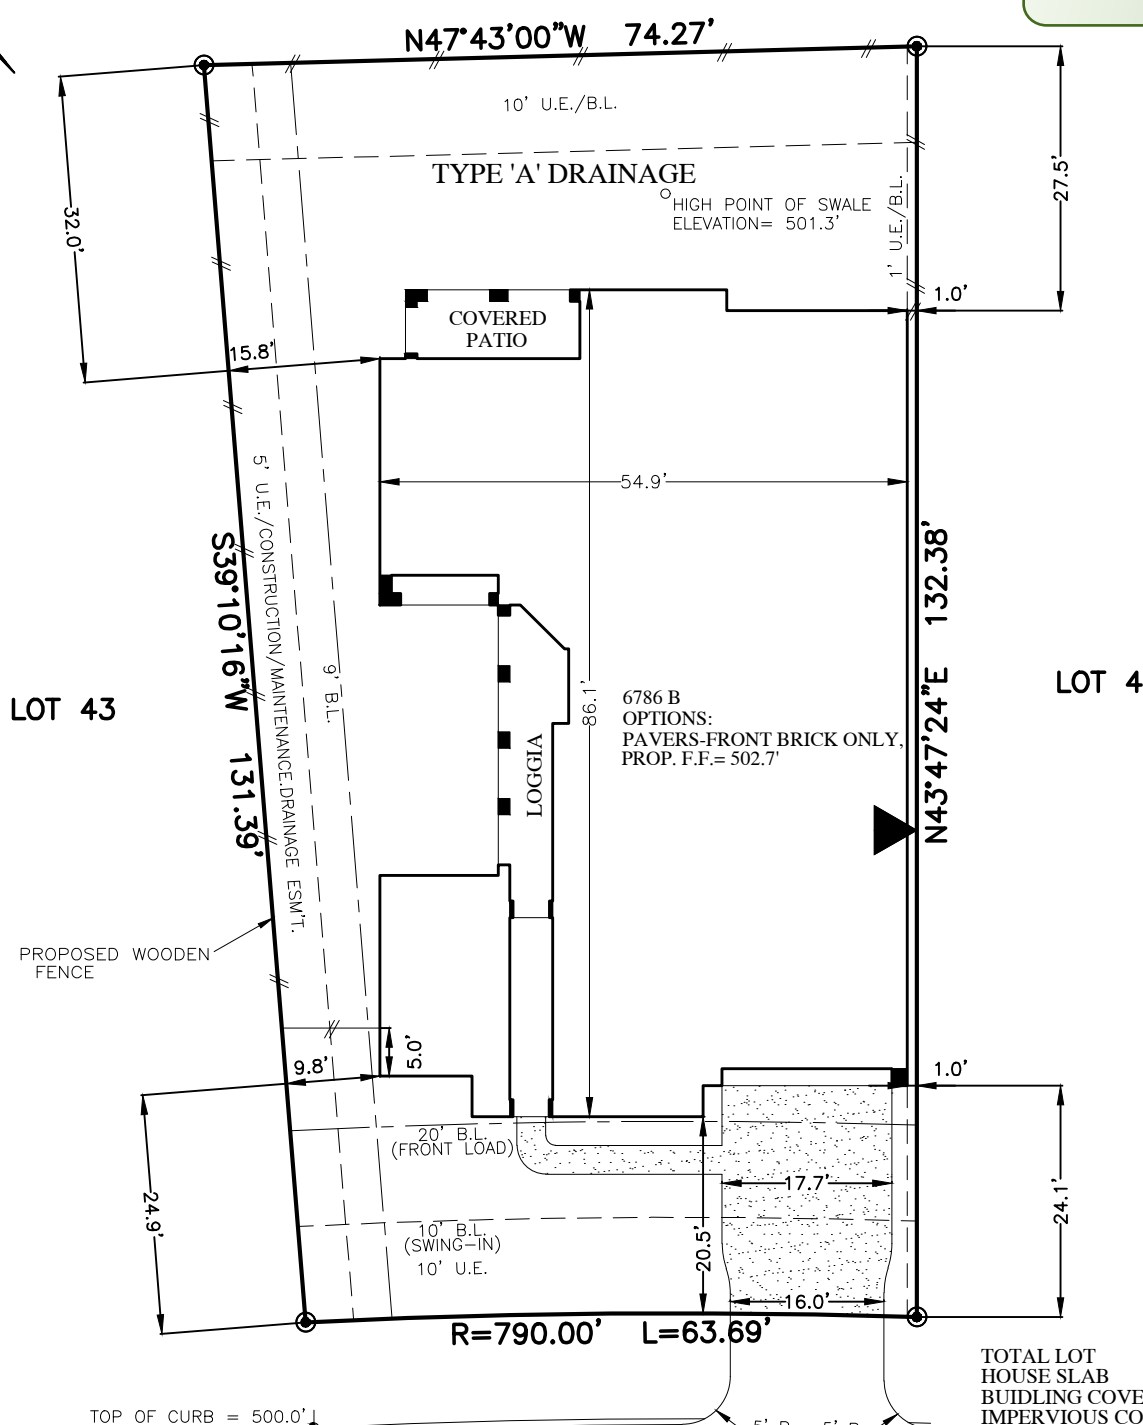 N47°43'00"W 74.27'
10' U.E./B.L.
TYPE 'A' DRAINAGE
HIGH POINT OF SWALE
ELEVATION= 501.3'
1' U.E./B.L.
27.5'
32.0'
1.0'
COVERED
PATIO
15.8'
54.9'
5' U.E./CONSTRUCTION/MAINTENANCE.DRAINAGE ESM'T.
S39°10'16"W 131.39'
9' B.L.
86.1'
N43°47'24"E 132.38'
LOT 43
LOT 4
6786 B
OPTIONS:
PAVERS-FRONT BRICK ONLY,
PROP. F.F.= 502.7'
LOGGIA
PROPOSED WOODEN
FENCE
5.0'
9.8'
1.0'
20' B.L.
(FRONT LOAD)
17.7'
24.9'
10' B.L.
(SWING-IN)
10' U.E.
20.5'
24.1'
16.0'
R=790.00' L=63.69'
TOTAL LOT
HOUSE SLAB
BUIDLING COVE
IMPERVIOUS CO
TOP OF CURB = 500.0'